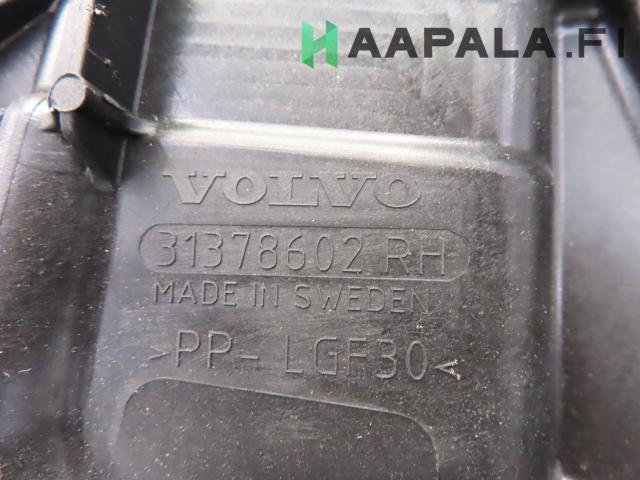 HAAPALA.FI
VOLVO
31378602 RH
MADE IN SWEDEN
>PP- LGF30<